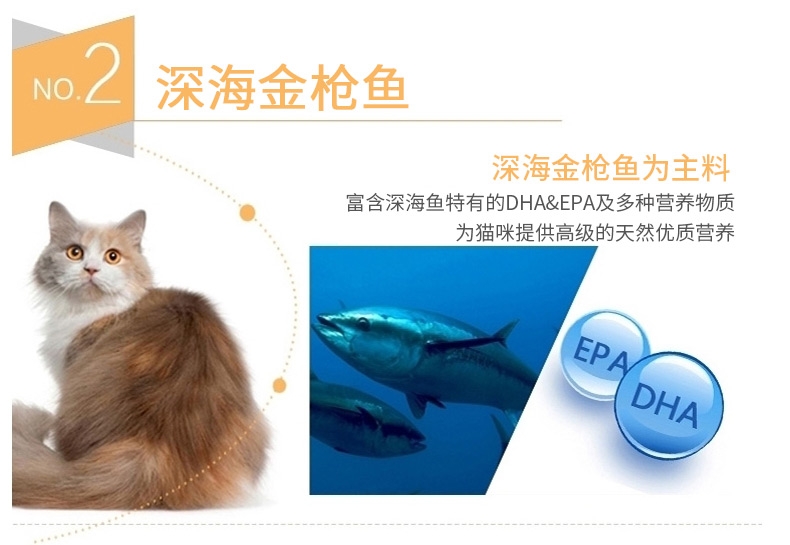 NO.2
深海金枪鱼
深海金枪鱼为主料
富含深海鱼特有的DHA&EPA及多种营养物质
为猫咪提供高级的天然优质营养
EPA
DHA